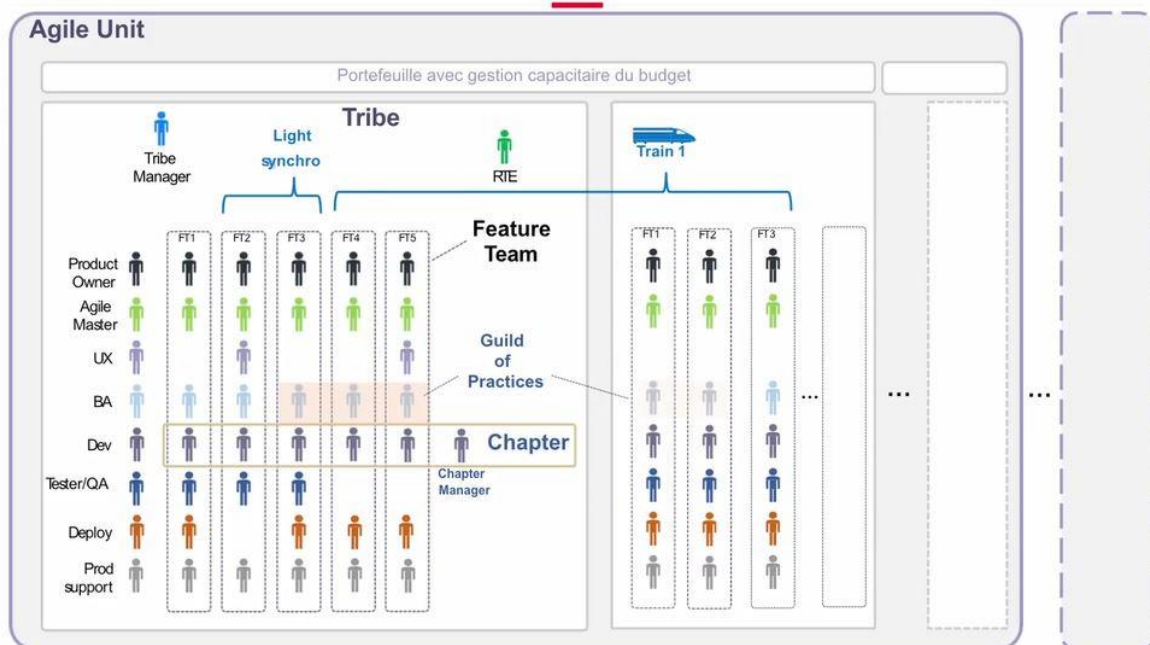 Agile Unit
Portefeuille avec gestion capacitaire du budget
Tribe
Tribe
Manager
Light
synchro
RTE
Train 1
Feature
Team
FT1
FT2
FT3
FT4
FT5
FT1
FT2
FT3
Product
Owner
Agile
Master
UX
Guild
of
Practices
BA
...
...
...
Dev
Chapter
Chapter
Manager
Tester/QA
Deploy
Prod
support